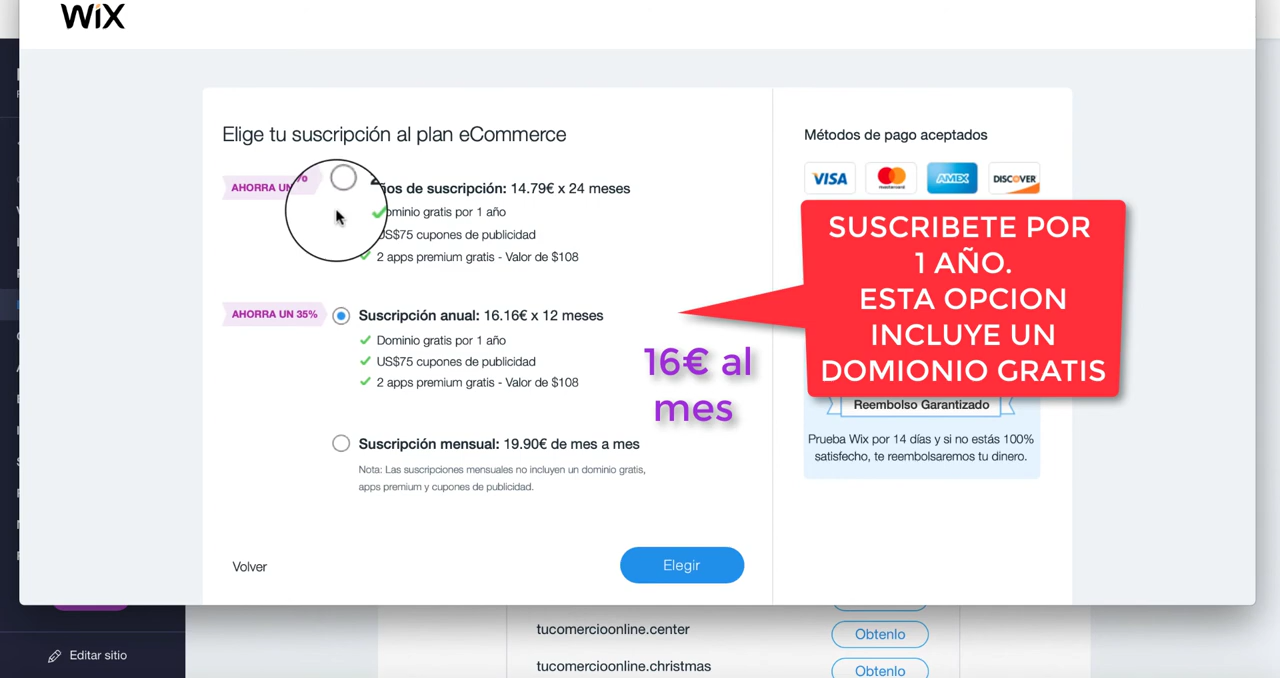 WiX
Elige tu suscripción al plan eCommerce
AHORRA UN
ños de suscripción: 14.79€ x 24 meses
Dominio gratis por 1 año
US$75 cupones de publicidad
2 apps premium gratis - Valor de $108
AHORRA UN 35%
Suscripción anual: 16.16€ x 12 meses
Dominio gratis por 1 año
US$75 cupones de publicidad
2 apps premium gratis - Valor de $108
16€ al
mes
Suscripción mensual: 19.90€ de mes a mes
Nota: Las suscripciones mensuales no incluyen un dominio gratis,
apps premium y cupones de publicidad.
Volver
Elegir
Métodos de pago aceptados
VISA
mastercard
AMEX
DISCOVER
SUSCRIBETE POR
1 AÑO.
ESTA OPCION
INCLUYE UN
DOMIONIO GRATIS
Reembolso Garantizado
Prueba Wix por 14 días y si no estás 100%
satisfecho, te reembolsaremos tu dinero.
tucomercioonline.center
Obtenlo
tucomercioonline.christmas
Obtenlo
Editar sitio